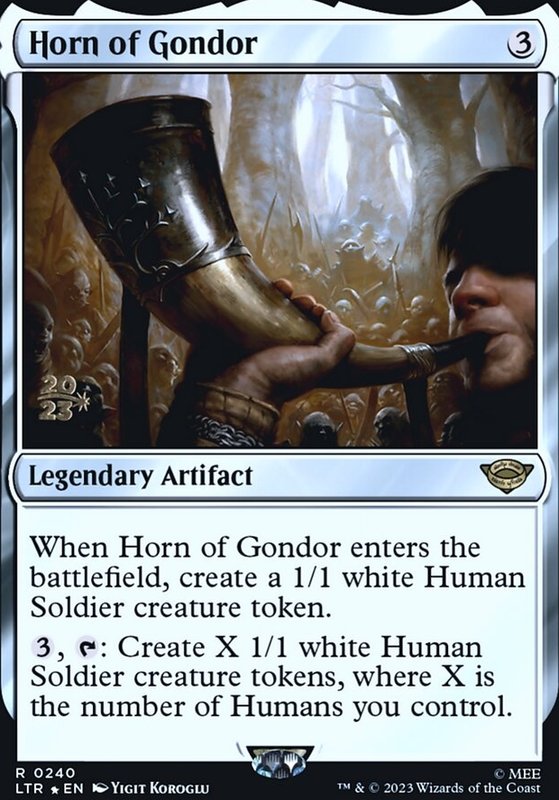 Horn of Gondor 3
20
23
Legendary Artifact
When Horn of Gondor enters the
battlefield, create a 1/1 white Human
Soldier creature token.
3, : Create X 1/1 white Human
Soldier creature tokens, where X is
the number of Humans you control.
R 0240
LTR ★ EN Yigit Koroglu
© MEE
™ & © 2023 Wizards of the Coast